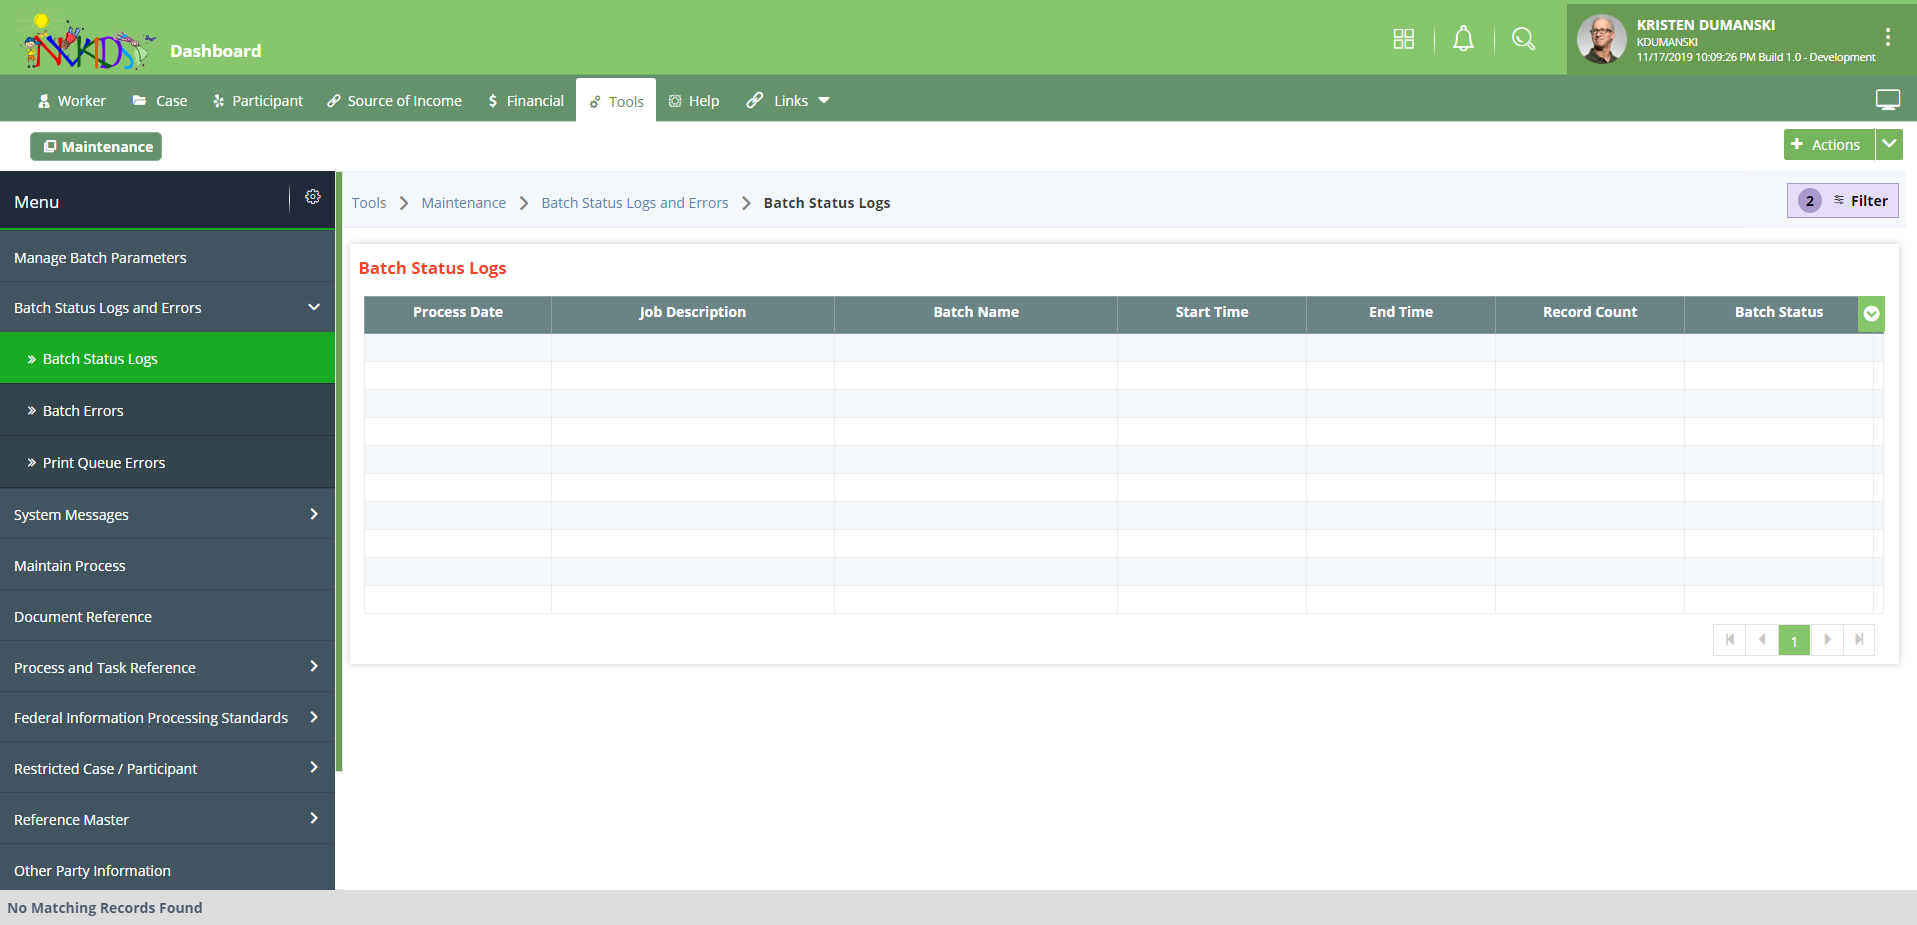 NVKIDS
Dashboard
KRISTEN DUMANSKI
KDUMANSKI
11/17/2019 10:09:26 PM Build 1.0 - Development
Worker
Case
Participant
Source of Income
Financial
Tools
Help
Links
Maintenance
Actions
Menu
Tools
Maintenance
Batch Status Logs and Errors
Batch Status Logs
2
Filter
Manage Batch Parameters
Batch Status Logs and Errors
Batch Status Logs
Batch Errors
Print Queue Errors
System Messages
Maintain Process
Document Reference
Process and Task Reference
Federal Information Processing Standards
Restricted Case / Participant
Reference Master
Other Party Information
Batch Status Logs
Process Date
Job Description
Batch Name
Start Time
End Time
Record Count
Batch Status
1
No Matching Records Found